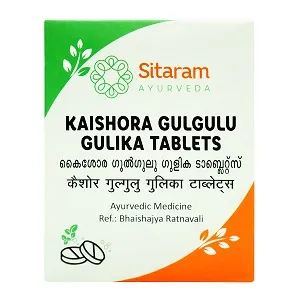 Sitaram
AYURVEDA
KAISHORA GULGULU
GULIKA TABLETS
കൈശോര ഗുൽഗുലു ഗുളിക ടാബ്ലെറ്റ്സ്
कैशोर गुल्गुलु गुलिका टाब्लेट्स
Ayurvedic Medicine
Ref.: Bhaishajya Ratnavali